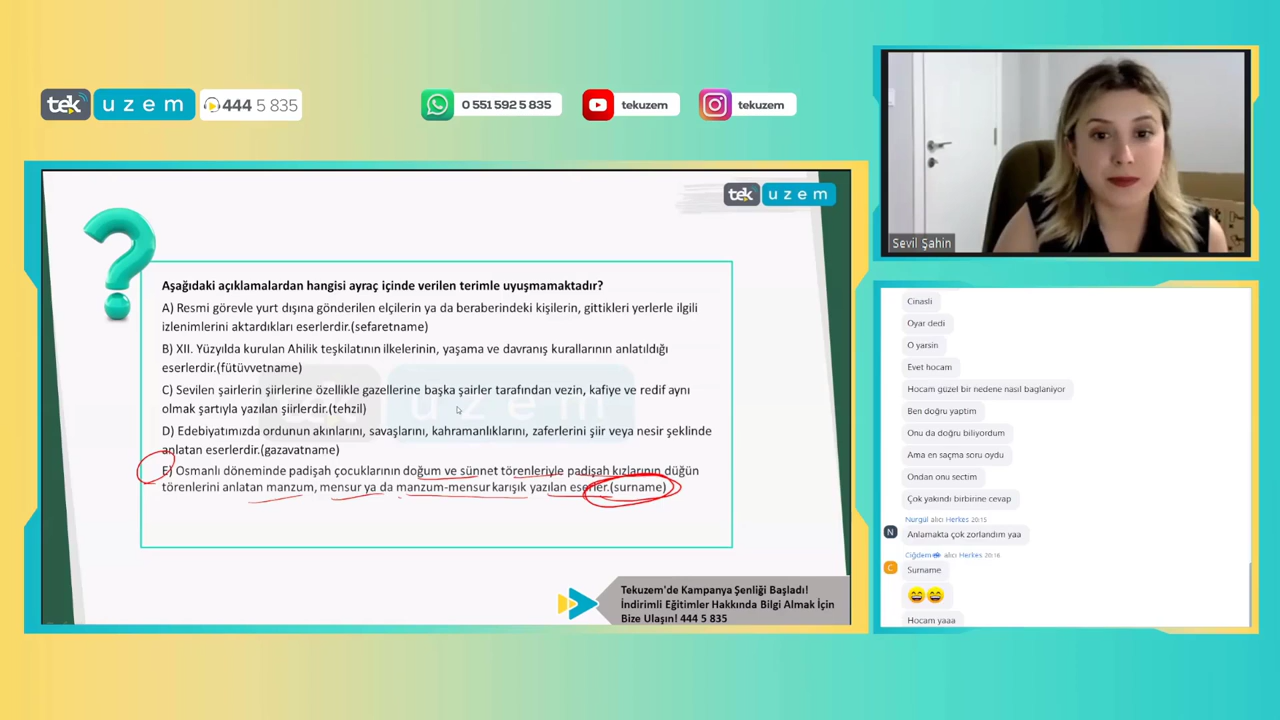 tek uzem 444 5 835
0 551 592 5 835
tekuzem
tekuzem
tek uzem
Aşağıdaki açıklamalardan hangisi ayraç içinde verilen terimle uyuşmamaktadır?
A) Resmi görevle yurt dışına gönderilen elçilerin ya da beraberindeki kişilerin, gittikleri yerlerle ilgili
izlenimlerini aktardıkları eserlerdir.(sefaretname)
B) XII. Yüzyılda kurulan Ahilik teşkilatının ilkelerinin, yaşama ve davranış kurallarının anlatıldığı
eserlerdir.(fütüvvetname)
C) Sevilen şairlerin şiirlerine özellikle gazellerine başka şairler tarafından vezin, kafiye ve redif aynı
olmak şartıyla yazılan şiirlerdir.(tehzil)
D) Edebiyatımızda ordunun akınlarını, savaşlarını, kahramanlıklarını, zaferlerini şiir veya nesir şeklinde
anlatan eserlerdir.(gazavatname)
E) Osmanlı döneminde padişah çocuklarının doğum ve sünnet törenleriyle padişah kızlarının düğün
törenlerini anlatan manzum, mensur ya da manzum-mensur karışık yazılan eserler.(surname)
uzem
Tekuzem'de Kampanya Şenliği Başladı!
İndirimli Eğitimler Hakkında Bilgi Almak İçin
Bize Ulaşın! 444 5 835
Sevil Şahin
Cinasli
Oyar dedi
O yarsin
Evet hocam
Hocam güzel bir nedene nasıl baglaniyor
Ben doğru yaptim
Onu da doğru biliyordum
Ama en saçma soru oydu
Ondan onu sectim
Çok yakındı birbirine cevap
Nurgül alıcı Herkes 20:15
N
Anlamakta çok zorlandım yaa
Ciğdem alıcı Herkes 20:16
C
Surname
Hocam yaaa